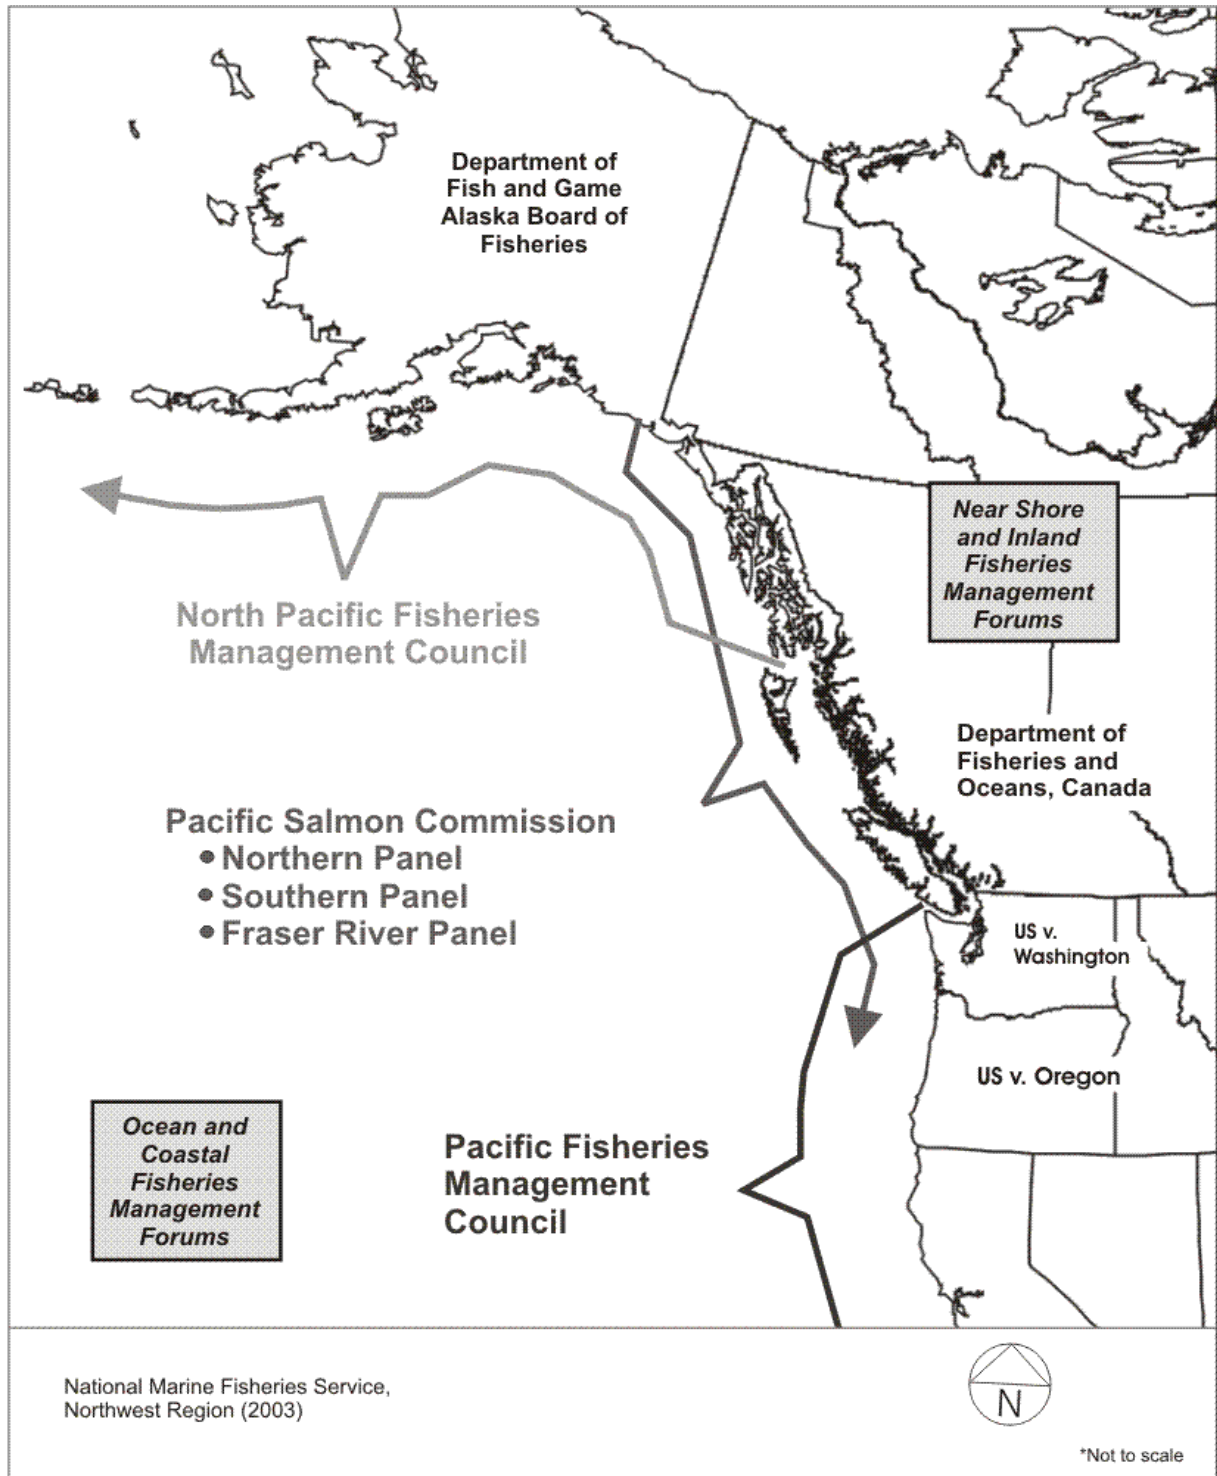 Department of
Fish and Game
Alaska Board of
Fisheries
Near Shore
and Inland
Fisheries
Management
Forums
North Pacific Fisheries
Management Council
Department of
Fisheries and
Oceans, Canada
Pacific Salmon Commission
• Northern Panel
• Southern Panel
• Fraser River Panel
US v.
Washington
US v. Oregon
Ocean and
Coastal
Fisheries
Management
Forums
Pacific Fisheries
Management
Council
National Marine Fisheries Service,
Northwest Region (2003)
N
*Not to scale